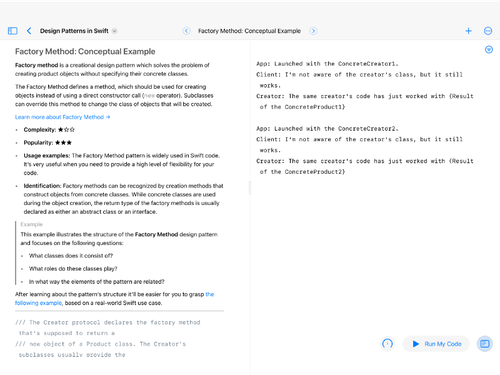 Design Patterns in Swift
Factory Method: Conceptual Example
Factory Method: Conceptual Example
Factory method is a creational design pattern which solves the problem of
creating product objects without specifying their concrete classes.
The Factory Method defines a method, which should be used for creating
objects instead of using a direct constructor call (new operator). Subclasses
can override this method to change the class of objects that will be created.
Learn more about Factory Method →
• Complexity: ★☆☆
• Popularity: ★★★
• Usage examples: The Factory Method pattern is widely used in Swift code.
It's very useful when you need to provide a high level of flexibility for your
code.
• Identification: Factory methods can be recognized by creation methods that
construct objects from concrete classes. While concrete classes are used
during the object creation, the return type of the factory methods is usually
declared as either an abstract class or an interface.
Example
This example illustrates the structure of the Factory Method design pattern
and focuses on the following questions:
• What classes does it consist of?
• What roles do these classes play?
• In what way the elements of the pattern are related?
After learning about the pattern's structure it'll be easier for you to grasp the
following example, based on a real-world Swift use case.
/// The Creator protocol declares the factory method
that's supposed to return a
/// new object of a Product class. The Creator's
subclasses usually provide the
App: Launched with the ConcreteCreator1.
Client: I'm not aware of the creator's class, but it still
works.
Creator: The same creator's code has just worked with {Result
of the ConcreteProduct1}
App: Launched with the ConcreteCreator2.
Client: I'm not aware of the creator's class, but it still
works.
Creator: The same creator's code has just worked with {Result
of the ConcreteProduct2}
Run My Code